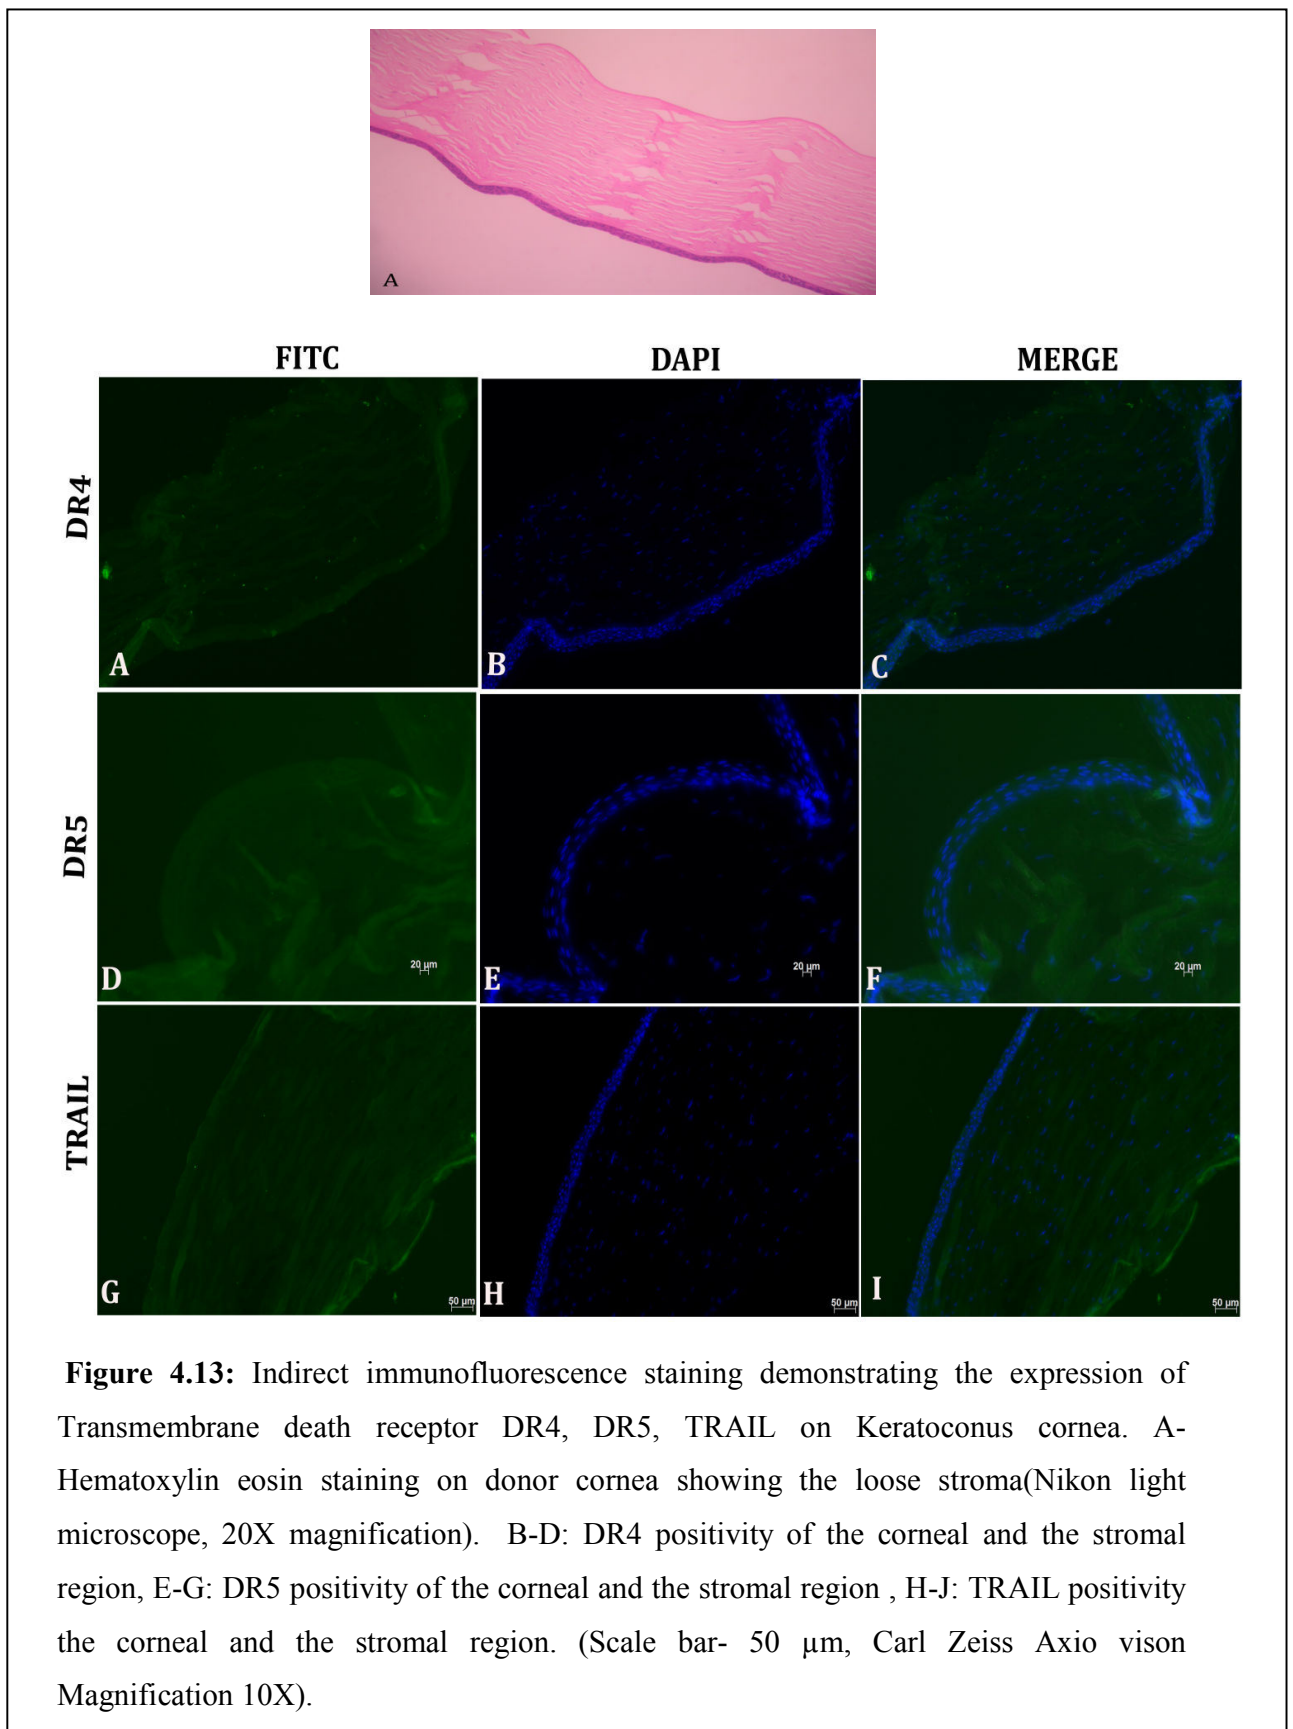 A
FITC DAPI MERGE
DR4
A B C
DR5
20 µm 20 µm 20 µm
D E F
TRAIL
50 µm 50 µm 50 µm
G H I
Figure 4.13: Indirect immunofluorescence staining demonstrating the expression of
Transmembrane death receptor DR4, DR5, TRAIL on Keratoconus cornea. A-
Hematoxylin eosin staining on donor cornea showing the loose stroma(Nikon light
microscope, 20X magnification). B-D: DR4 positivity of the corneal and the stromal
region, E-G: DR5 positivity of the corneal and the stromal region , H-J: TRAIL positivity
the corneal and the stromal region. (Scale bar- 50 µm, Carl Zeiss Axio vison
Magnification 10X).